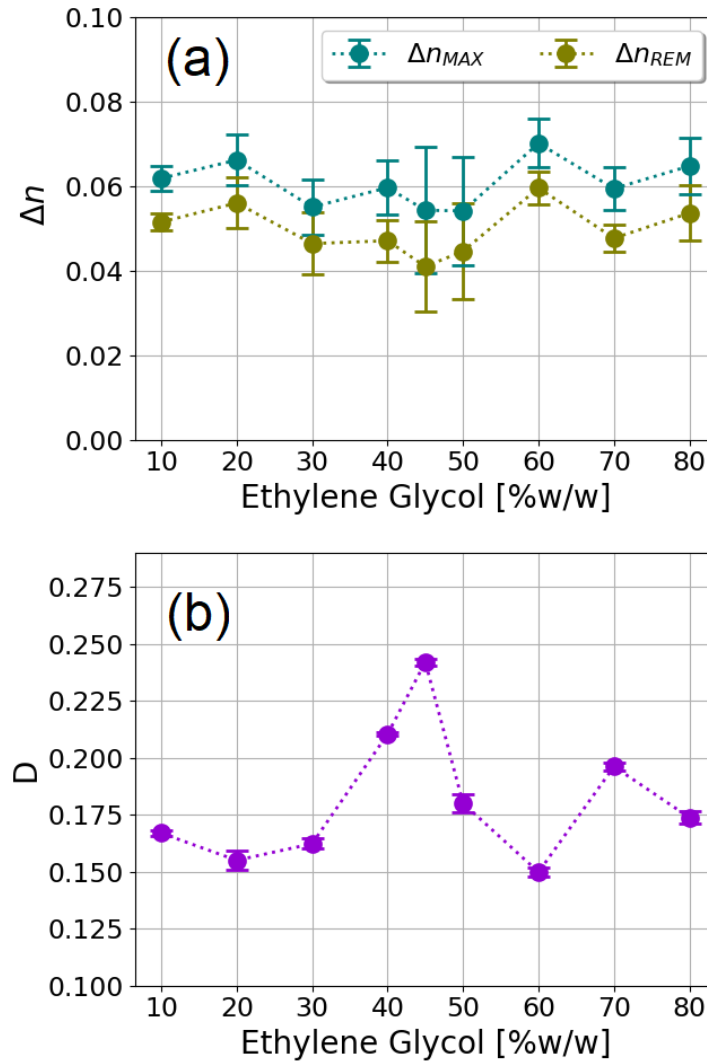 (a)
Δn_MAX Δn_REM
0.10
0.08
0.06
0.04
0.02
0.00
Δn
10 20 30 40 50 60 70 80
Ethylene Glycol [%w/w]
(b)
0.275
0.250
0.225
0.200
0.175
0.150
0.125
0.100
D
10 20 30 40 50 60 70 80
Ethylene Glycol [%w/w]